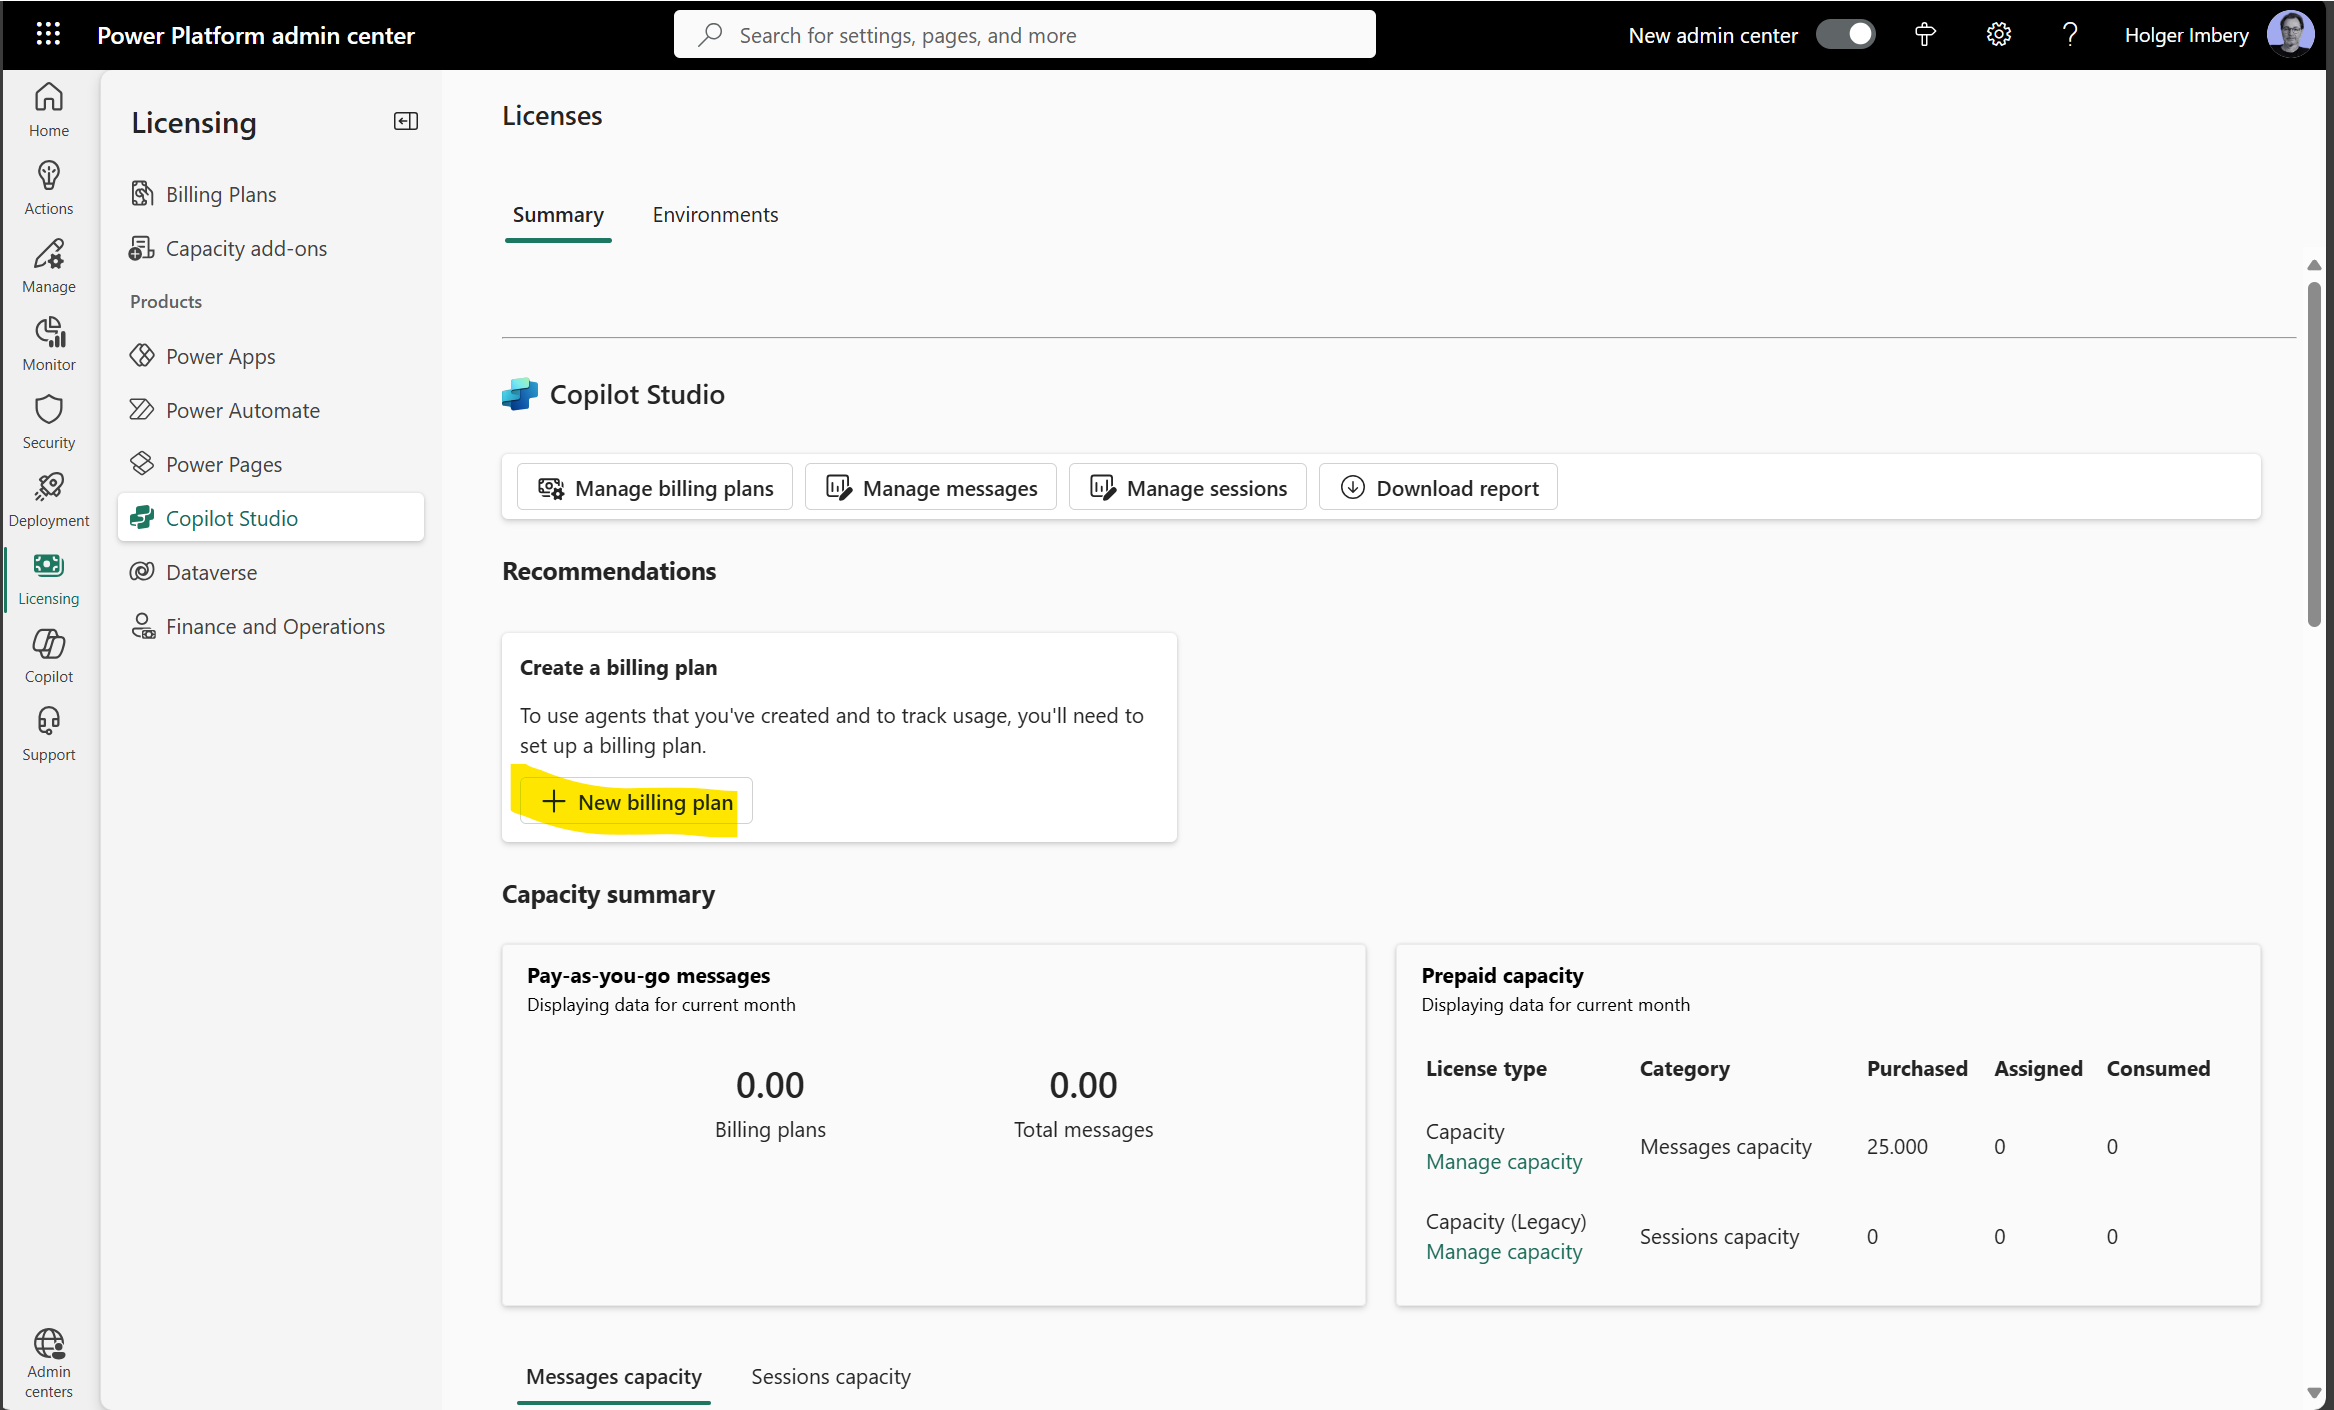 Power Platform admin center
Search for settings, pages, and more
New admin center
Holger Imbery
Home
Actions
Manage
Monitor
Security
Deployment
Licensing
Copilot
Support
Admin
centers
Licensing
Billing Plans
Capacity add-ons
Products
Power Apps
Power Automate
Power Pages
Copilot Studio
Dataverse
Finance and Operations
Licenses
Summary
Environments
Copilot Studio
Manage billing plans
Manage messages
Manage sessions
Download report
Recommendations
Create a billing plan
To use agents that you've created and to track usage, you'll need to
set up a billing plan.
New billing plan
Capacity summary
Pay-as-you-go messages
Displaying data for current month
0.00
Billing plans
0.00
Total messages
Prepaid capacity
Displaying data for current month
License type Category Purchased Assigned Consumed
Capacity
Manage capacity
Messages capacity 25.000 0 0
Capacity (Legacy)
Manage capacity
Sessions capacity 0 0 0
Messages capacity
Sessions capacity